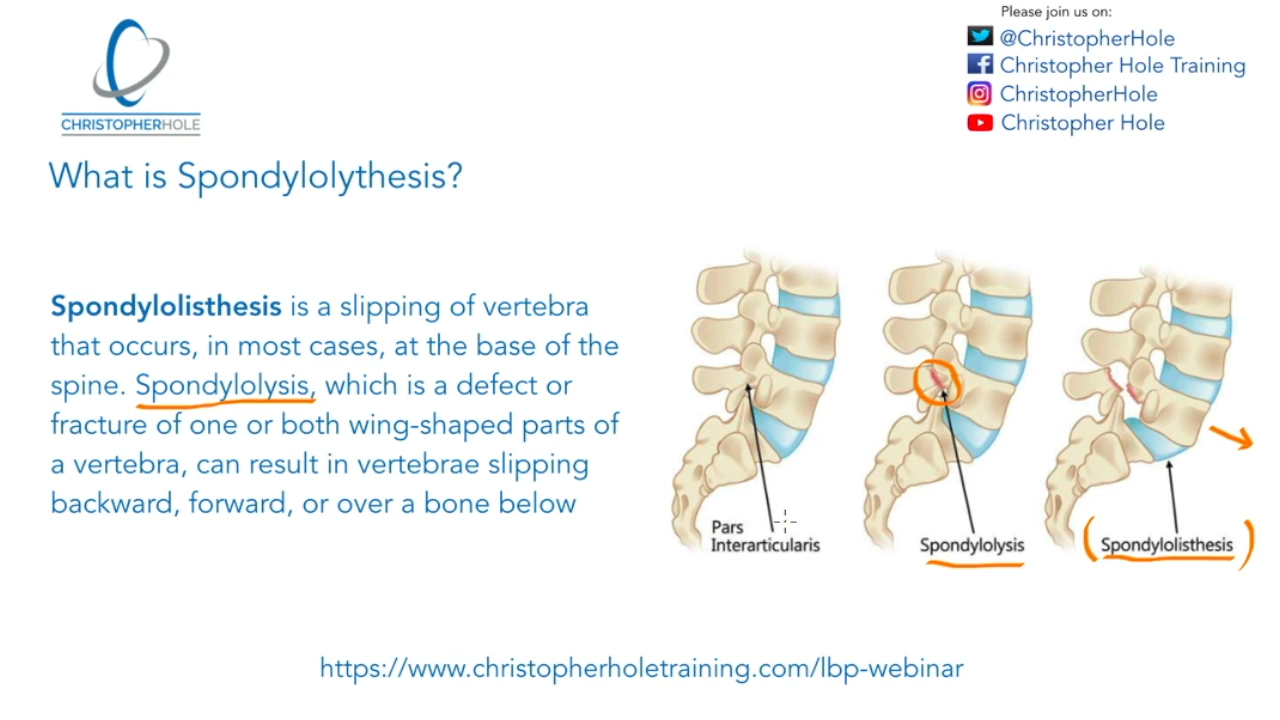 CHRISTOPHERHOLE
Please join us on:
@ChristopherHole
Christopher Hole Training
ChristopherHole
Christopher Hole
What is Spondylolythesis?
Spondylolisthesis is a slipping of vertebra
that occurs, in most cases, at the base of the
spine. Spondylolysis, which is a defect or
fracture of one or both wing-shaped parts of
a vertebra, can result in vertebrae slipping
backward, forward, or over a bone below
Pars
Interarticularis
Spondylolysis
Spondylolisthesis
https://www.christopherholetraining.com/lbp-webinar